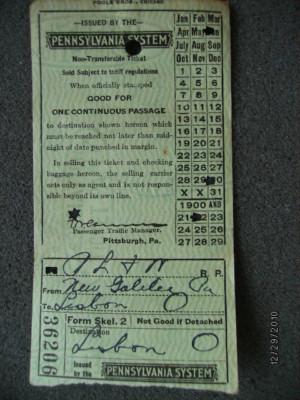 POOLE BROS., CHICAGO
ISSUED BY THE
PENNSYLVANIA SYSTEM
Non-Transferable Ticket
Sold Subject to tariff regulations
When officially stamped
GOOD FOR
ONE CONTINUOUS PASSAGE
to destination shown hereon which
must be reached not later than mid-
night of date punched in margin.
In selling this ticket and checking
baggage hereon, the selling carrier
acts only as agent and is not respon-
sible beyond its own line.
Passenger Traffic Manager,
Pittsburgh, Pa.
Jan Feb Mar
Apr May Jun
July Aug Sep
Oct Nov Dec
1 2 3
4 5 6
7 8 9
10 11 12
13 14 15
16 17 18
19 20 21
22 23 24
25 26 27
28 29
X X 31
1900 AND
21 23
24 25 26
27 28 29
R. R.
From New Galilee Pa
To Lisbon O
36206
Form Skel. 2 Not Good if Detached
Destination
Lisbon O
Issued
by the PENNSYLVANIA SYSTEM
12/29/2010